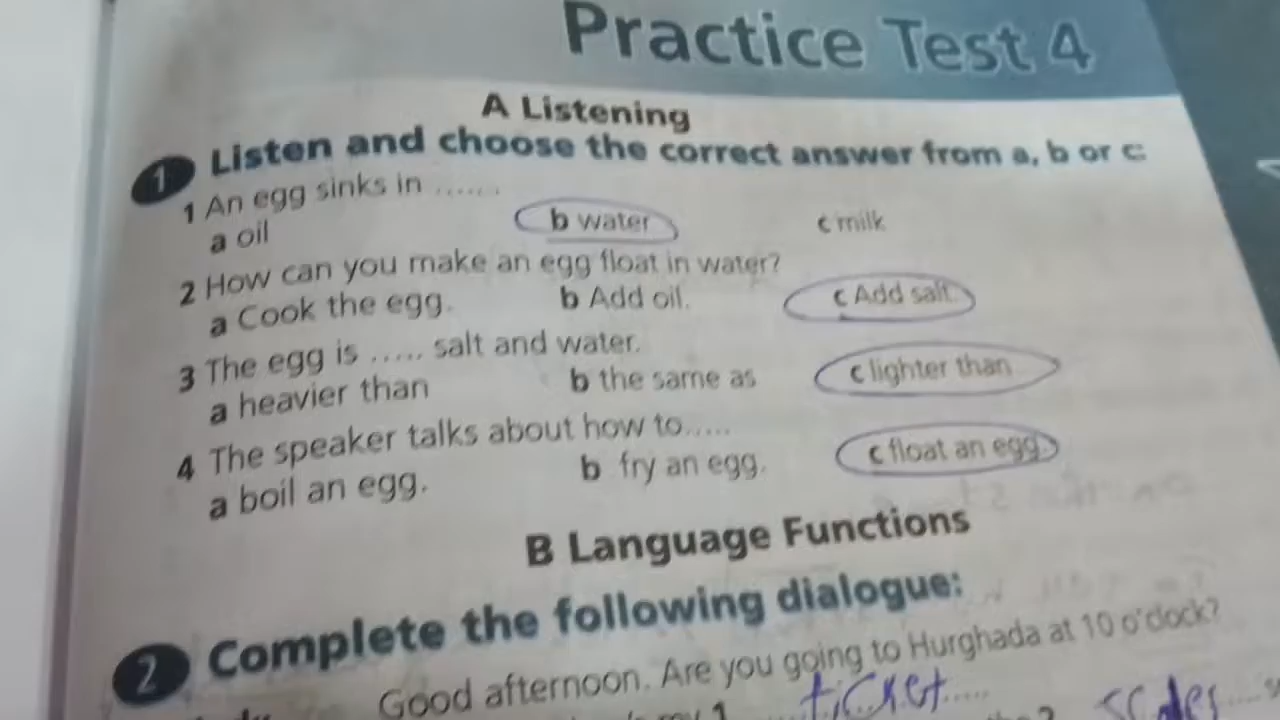 Practice Test 4
A Listening
1 Listen and choose the correct answer from a, b or c:
1 An egg sinks in ......
a oil b water c milk
2 How can you make an egg float in water?
a Cook the egg. b Add oil. c Add salt.
3 The egg is ..... salt and water.
a heavier than b the same as c lighter than
4 The speaker talks about how to.....
a boil an egg. b fry an egg. c float an egg.
B Language Functions
2 Complete the following dialogue:
Good afternoon. Are you going to Hurghada at 10 o'clock?
ticket.....